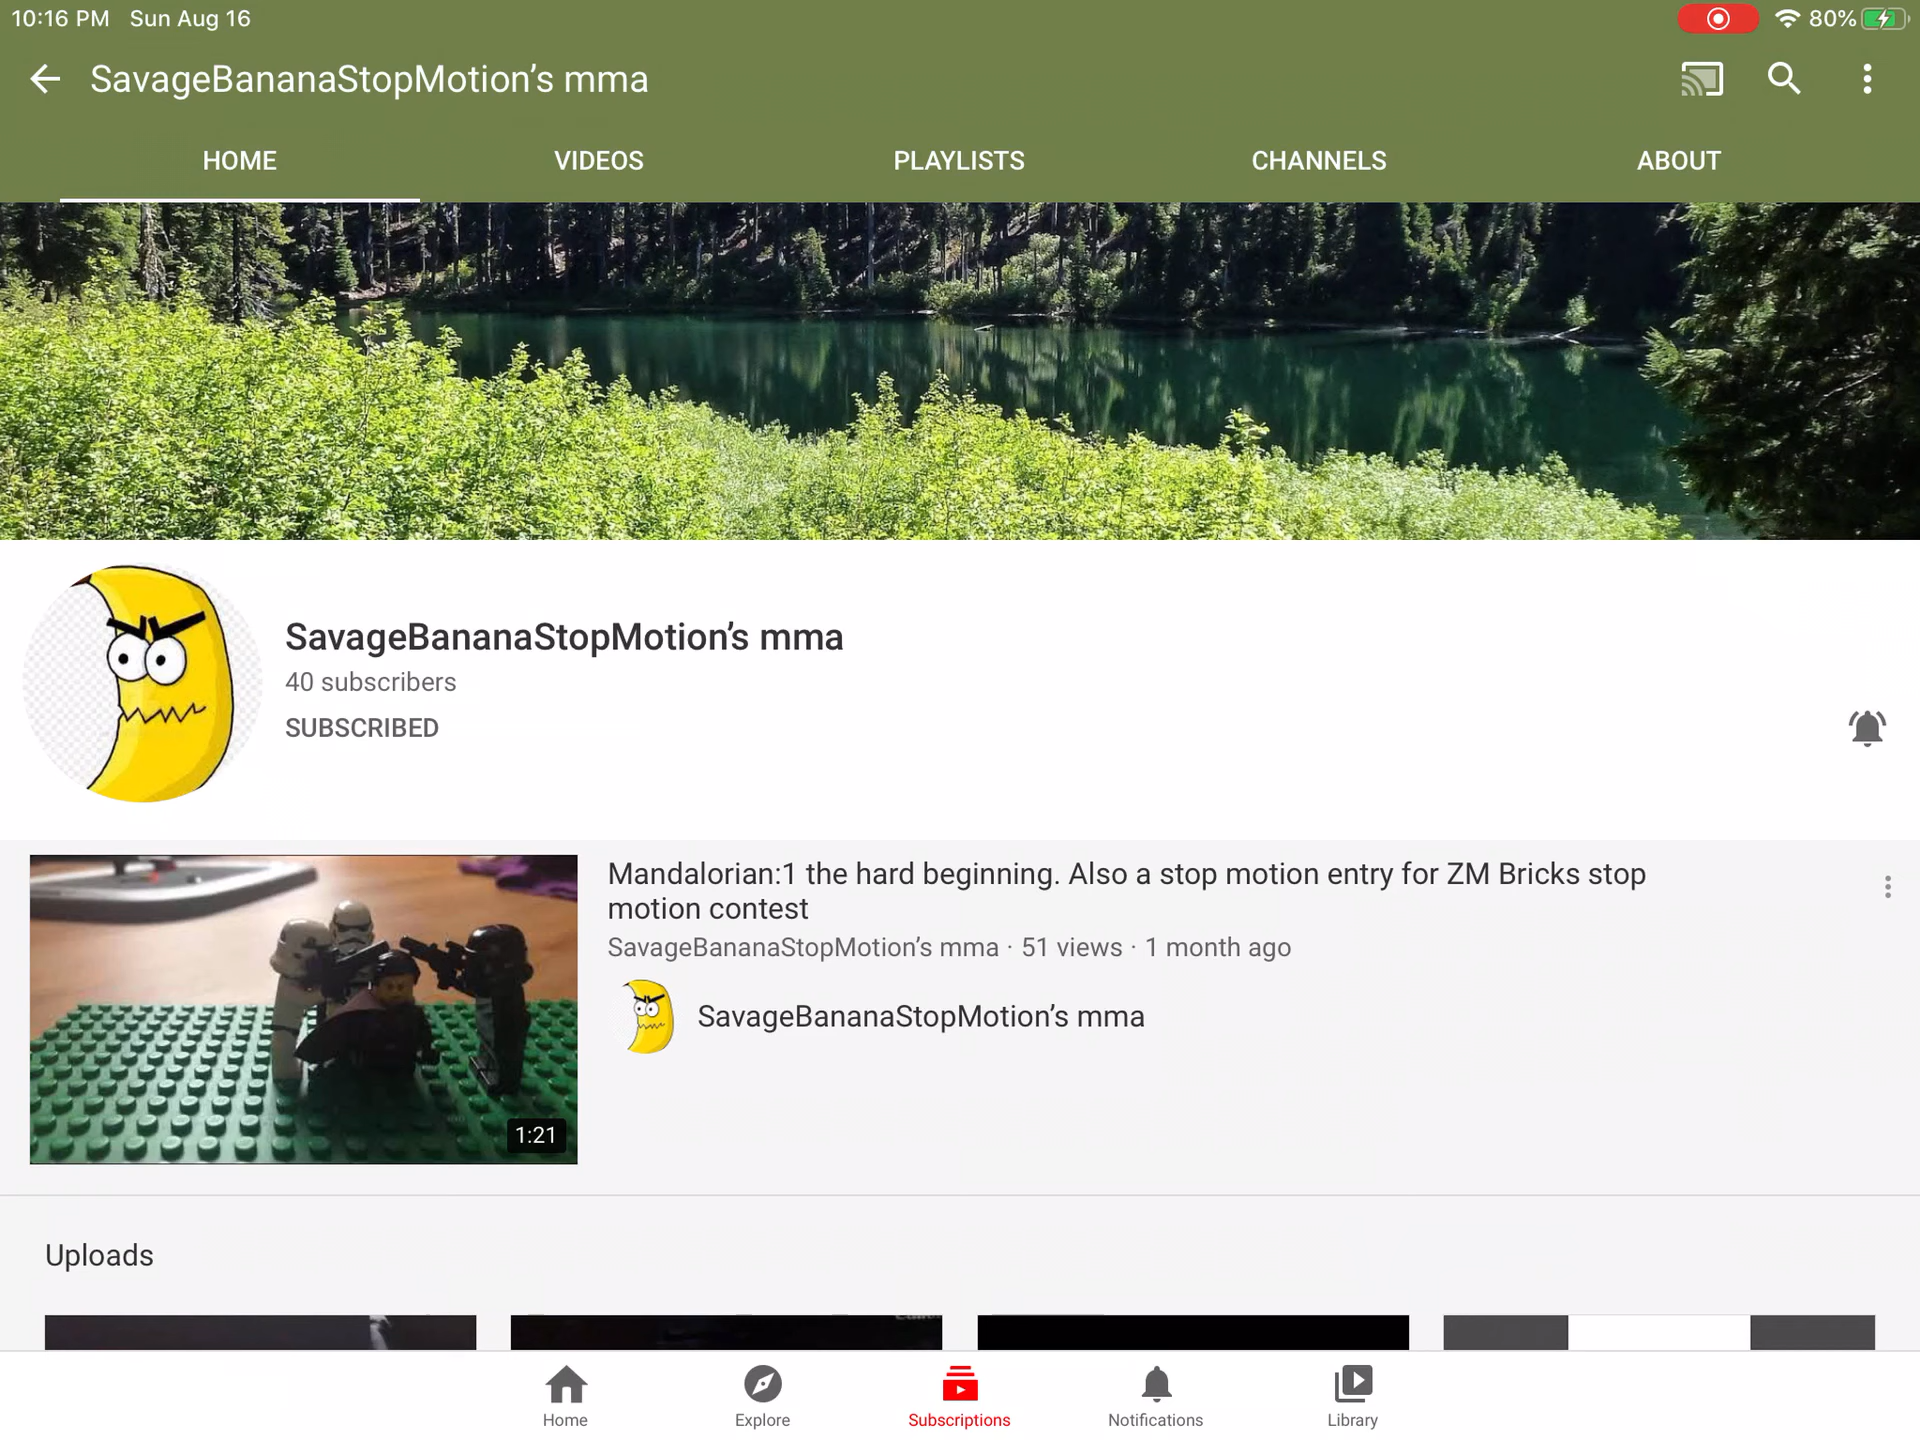 10:16 PM Sun Aug 16
80%
SavageBananaStopMotion’s mma
HOME VIDEOS PLAYLISTS CHANNELS ABOUT
SavageBananaStopMotion’s mma
40 subscribers
SUBSCRIBED
Mandalorian:1 the hard beginning. Also a stop motion entry for ZM Bricks stop
motion contest
SavageBananaStopMotion’s mma · 51 views · 1 month ago
SavageBananaStopMotion’s mma
1:21
Uploads
Home Explore Subscriptions Notifications Library